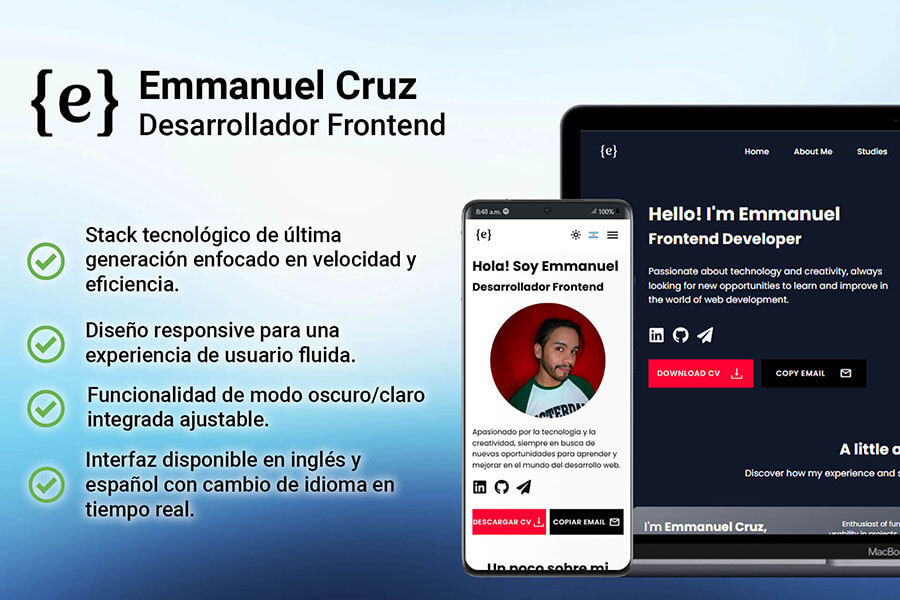 {e}
Emmanuel Cruz
Desarrollador Frontend
Stack tecnológico de última
generación enfocado en velocidad y
eficiencia.
Diseño responsive para una
experiencia de usuario fluida.
Funcionalidad de modo oscuro/claro
integrada ajustable.
Interfaz disponible en inglés y
español con cambio de idioma en
tiempo real.
8:48 a.m.
100%
{e}
Hola! Soy Emmanuel
Desarrollador Frontend
Apasionado por la tecnología y la
creatividad, siempre en busca de
nuevas oportunidades para aprender y
mejorar en el mundo del desarrollo web.
in
DESCARGAR CV
COPIAR EMAIL
Un poco sobre mi
{e}
Home
About Me
Studies
Hello! I'm Emmanuel
Frontend Developer
Passionate about technology and creativity, always
looking for new opportunities to learn and improve in
the world of web development.
in
DOWNLOAD CV
COPY EMAIL
A little a
Discover how my experience and s
I'm Emmanuel Cruz,
Enthusiast of fun
usability in projects
MacBo